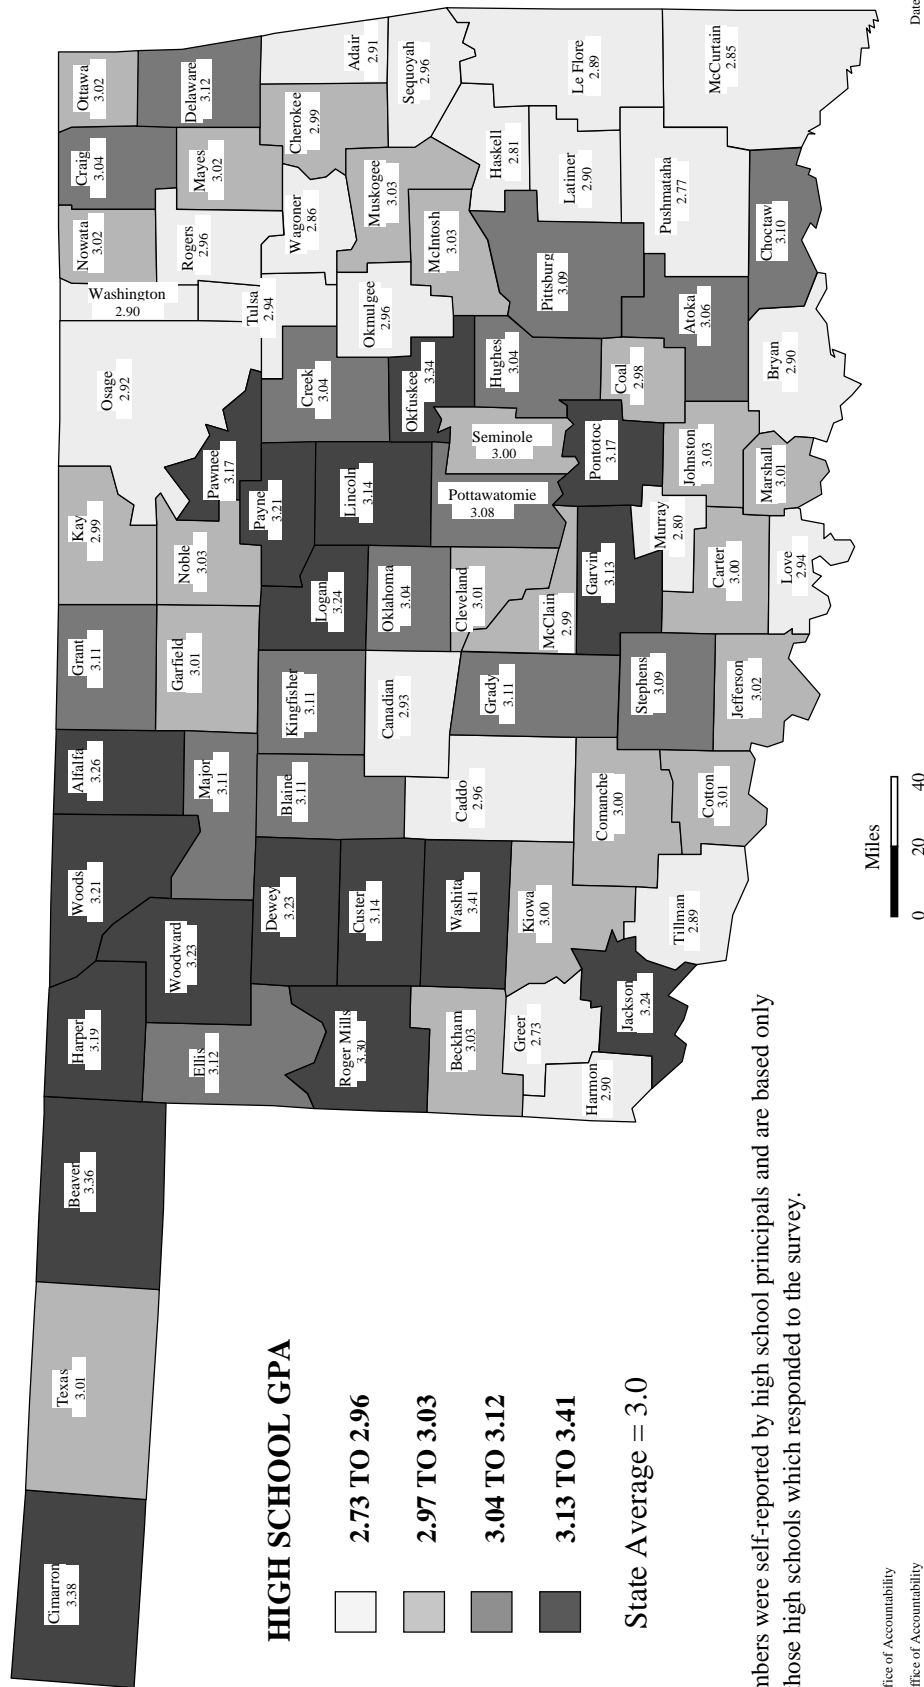 Cimarron
3.38
Texas
3.01
Beaver
3.36
Harper
3.19
Woods
3.21
Alfalfa
3.26
Grant
3.11
Kay
2.99
Osage
2.92
Washington
2.90
Nowata
3.02
Craig
3.04
Ottawa
3.02
Ellis
3.12
Woodward
3.23
Major
3.11
Garfield
3.01
Noble
3.03
Pawnee
3.17
Rogers
2.96
Mayes
3.02
Delaware
3.12
Roger Mills
3.30
Dewey
3.23
Blaine
3.11
Kingfisher
3.11
Logan
3.24
Payne
3.21
Lincoln
3.14
Creek
3.04
Tulsa
2.94
Wagoner
2.86
Cherokee
2.99
Adair
2.91
Custer
3.14
Canadian
2.93
Oklahoma
3.04
Okfuskee
3.34
Okmulgee
2.96
Muskogee
3.03
Sequoyah
2.96
Beckham
3.03
Washita
3.41
Caddo
2.96
Grady
3.11
Cleveland
3.01
McClain
2.99
Pottawatomie
3.08
Seminole
3.00
Hughes
3.04
McIntosh
3.03
Haskell
2.81
Harmon
2.90
Greer
2.73
Kiowa
3.00
Comanche
3.00
Stephens
3.09
Garvin
3.13
Pontotoc
3.17
Coal
2.98
Pittsburg
3.09
Latimer
2.90
Le Flore
2.89
Jackson
3.24
Tillman
2.89
Cotton
3.01
Jefferson
3.02
Carter
3.00
Murray
2.80
Johnston
3.03
Atoka
3.06
Pushmataha
2.77
McCurtain
2.85
Love
2.94
Marshall
3.01
Bryan
2.90
Choctaw
3.10
HIGH SCHOOL GPA
2.73 TO 2.96
2.97 TO 3.03
3.04 TO 3.12
3.13 TO 3.41
State Average = 3.0
nbers were self-reported by high school principals and are based only
hose high schools which responded to the survey.
Miles
0 20 40
fice of Accountability
ffice of Accountability
Date